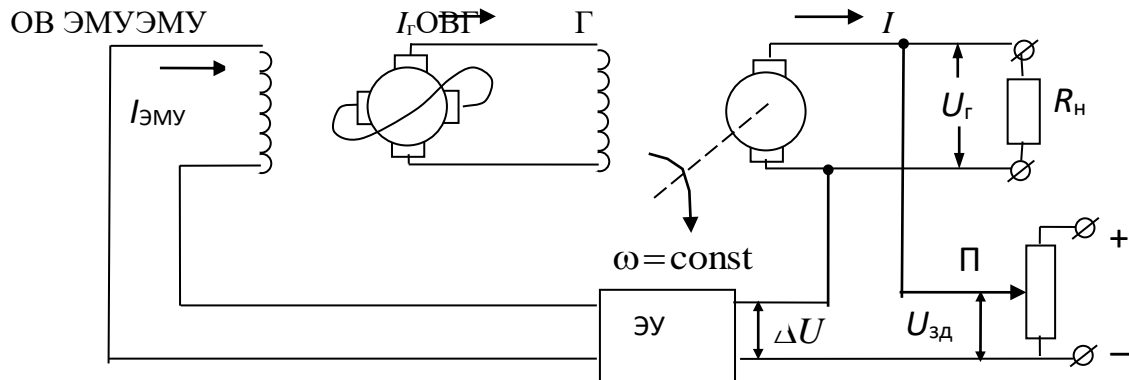 ОВ ЭМУЭМУ IгОВГ Г I
IЭМУ
Uг Rн
ω=const
П +
ЭУ ΔU Uзд
−